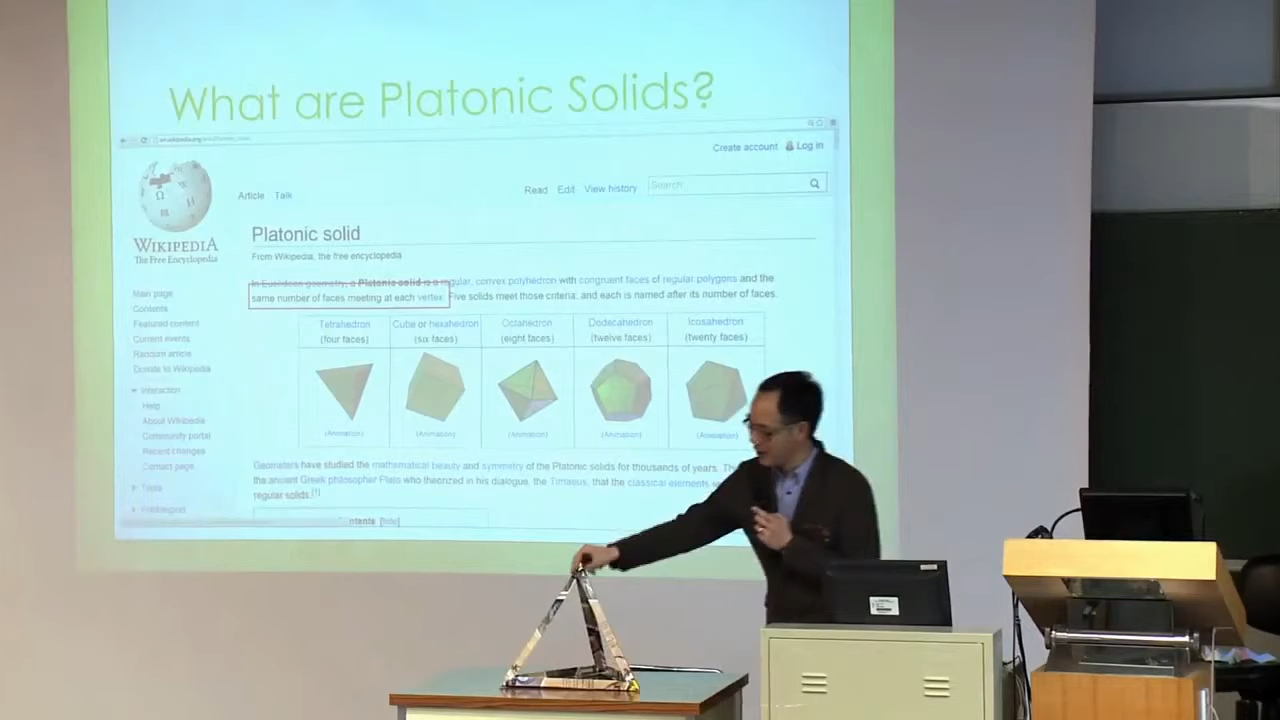 What are Platonic Solids?
Create account Log in
Article Talk
Read Edit View history Search
WIKIPEDIA
The Free Encyclopedia
Platonic solid
From Wikipedia, the free encyclopedia
Main page
Contents
Featured content
Current events
Random article
Donate to Wikipedia
Interaction
Help
About Wikipedia
Community portal
Recent changes
Contact page
Tools
In Euclidean geometry, a Platonic solid is a regular, convex polyhedron with congruent faces of regular polygons and the
same number of faces meeting at each vertex. Five solids meet those criteria, and each is named after its number of faces.
Tetrahedron
(four faces)
Cube or hexahedron
(six faces)
Octahedron
(eight faces)
Dodecahedron
(twelve faces)
Icosahedron
(twenty faces)
(Animation)
(Animation)
(Animation)
(Animation)
(Animation)
Geometers have studied the mathematical beauty and symmetry of the Platonic solids for thousands of years.
the ancient Greek philosopher Plato who theorized in his dialogue, the Timaeus, that the classical elements
regular solids.[1]